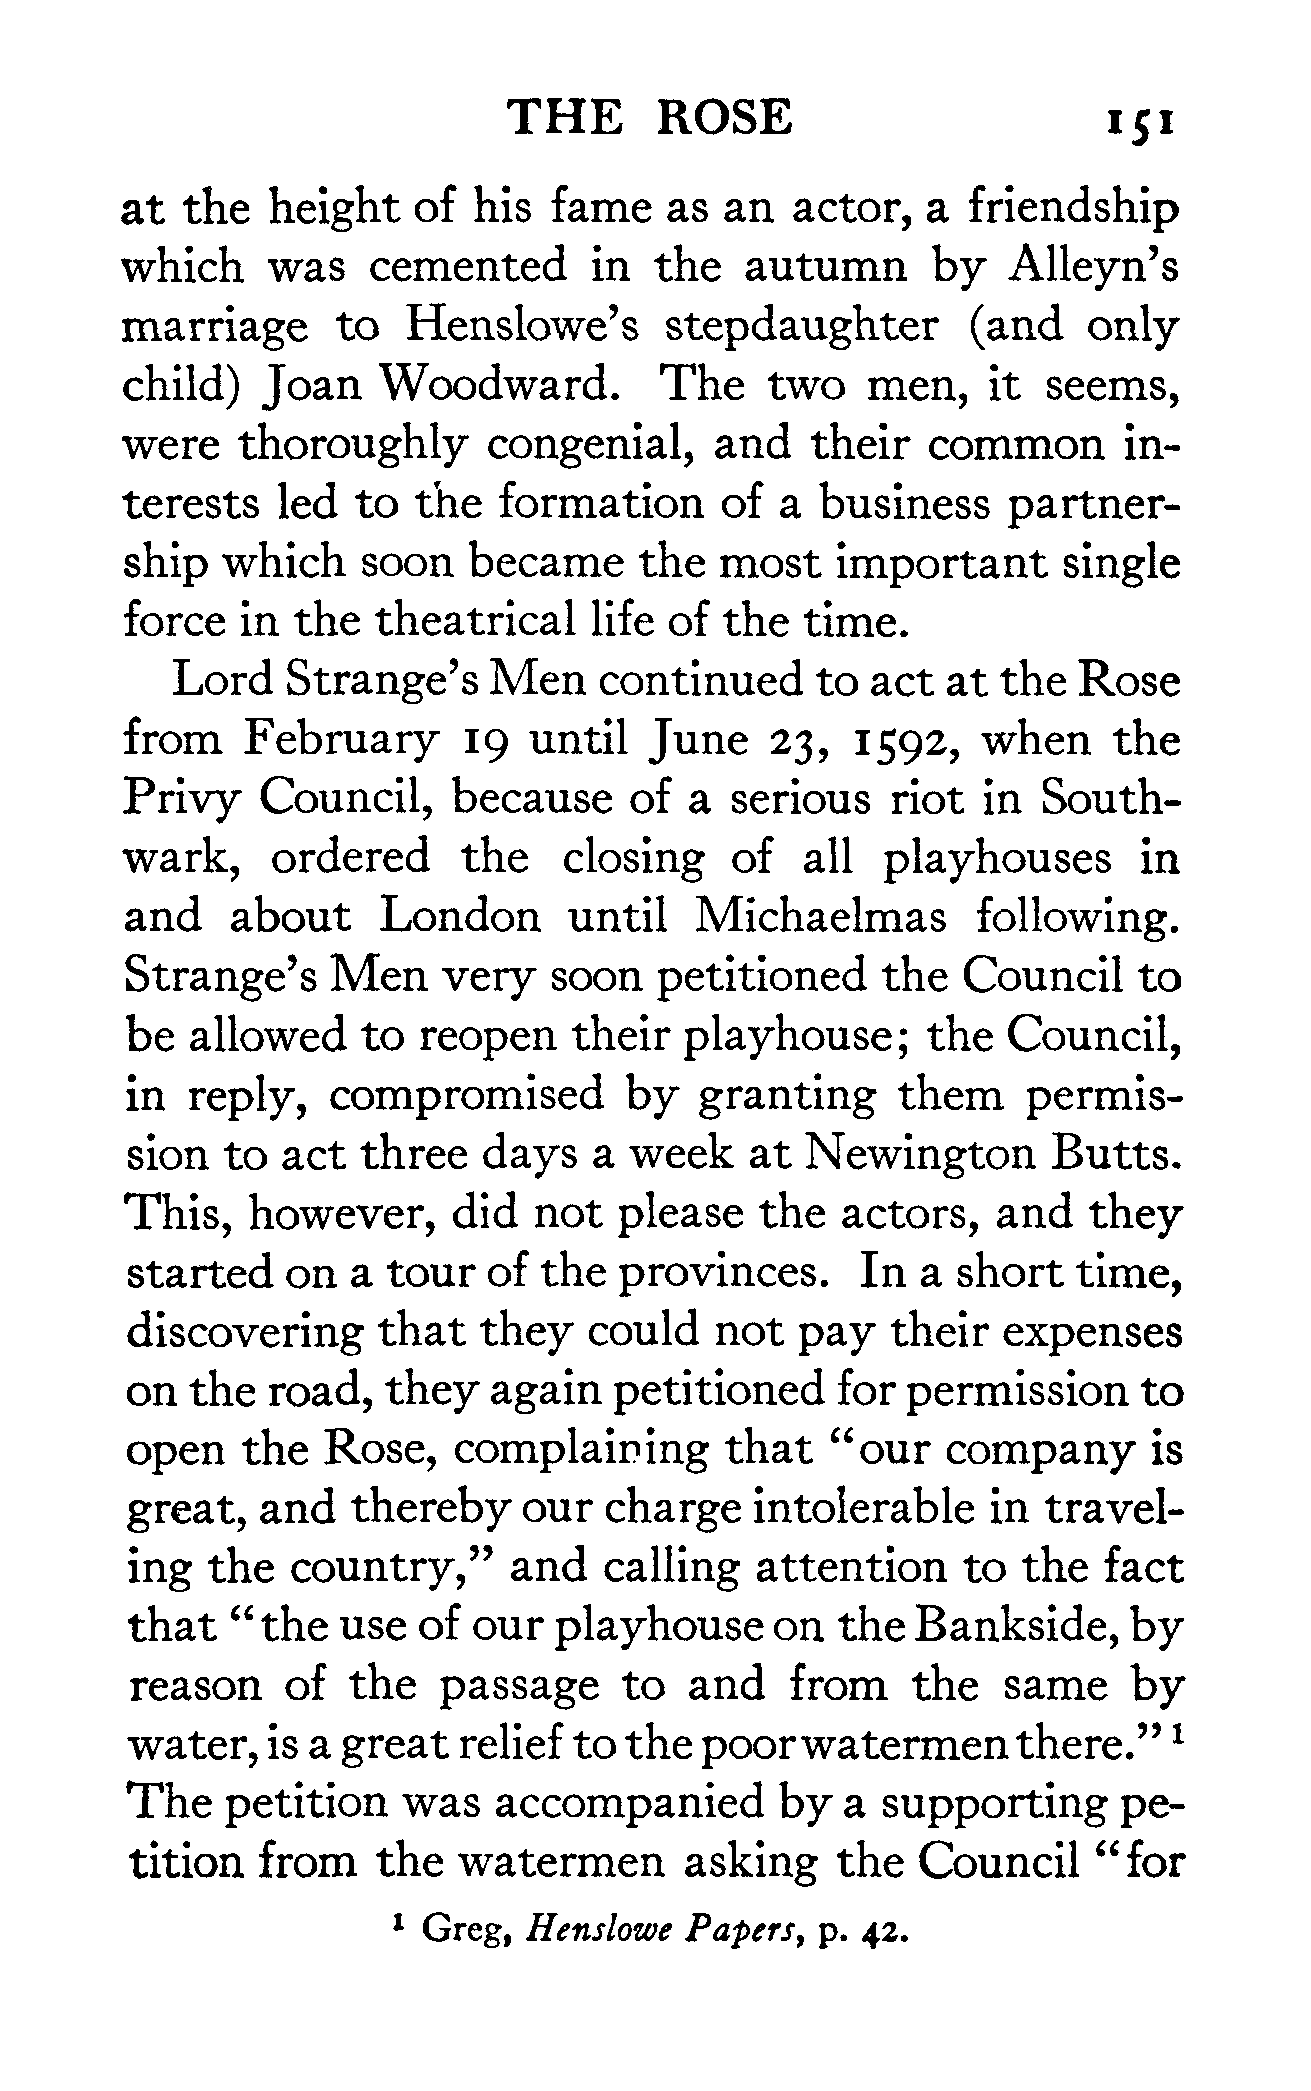 THE ROSE 151
at the height of his fame as an actor, a friendship
which was cemented in the autumn by Alleyn's
marriage to Henslowe's stepdaughter (and only
child) Joan Woodward. The two men, it seems,
were thoroughly congenial, and their common in-
terests led to the formation of a business partner-
ship which soon became the most important single
force in the theatrical life of the time.
Lord Strange's Men continued to act at the Rose
from February 19 until June 23, 1592, when the
Privy Council, because of a serious riot in South-
wark, ordered the closing of all playhouses in
and about London until Michaelmas following.
Strange's Men very soon petitioned the Council to
be allowed to reopen their playhouse; the Council,
in reply, compromised by granting them permis-
sion to act three days a week at Newington Butts.
This, however, did not please the actors, and they
started on a tour of the provinces. In a short time,
discovering that they could not pay their expenses
on the road, they again petitioned for permission to
open the Rose, complaining that "our company is
great, and thereby our charge intolerable in travel-
ing the country," and calling attention to the fact
that "the use of our playhouse on the Bankside, by
reason of the passage to and from the same by
water, is a great relief to the poor watermen there." ¹
The petition was accompanied by a supporting pe-
tition from the watermen asking the Council "for
¹ Greg, Henslowe Papers, p. 42.